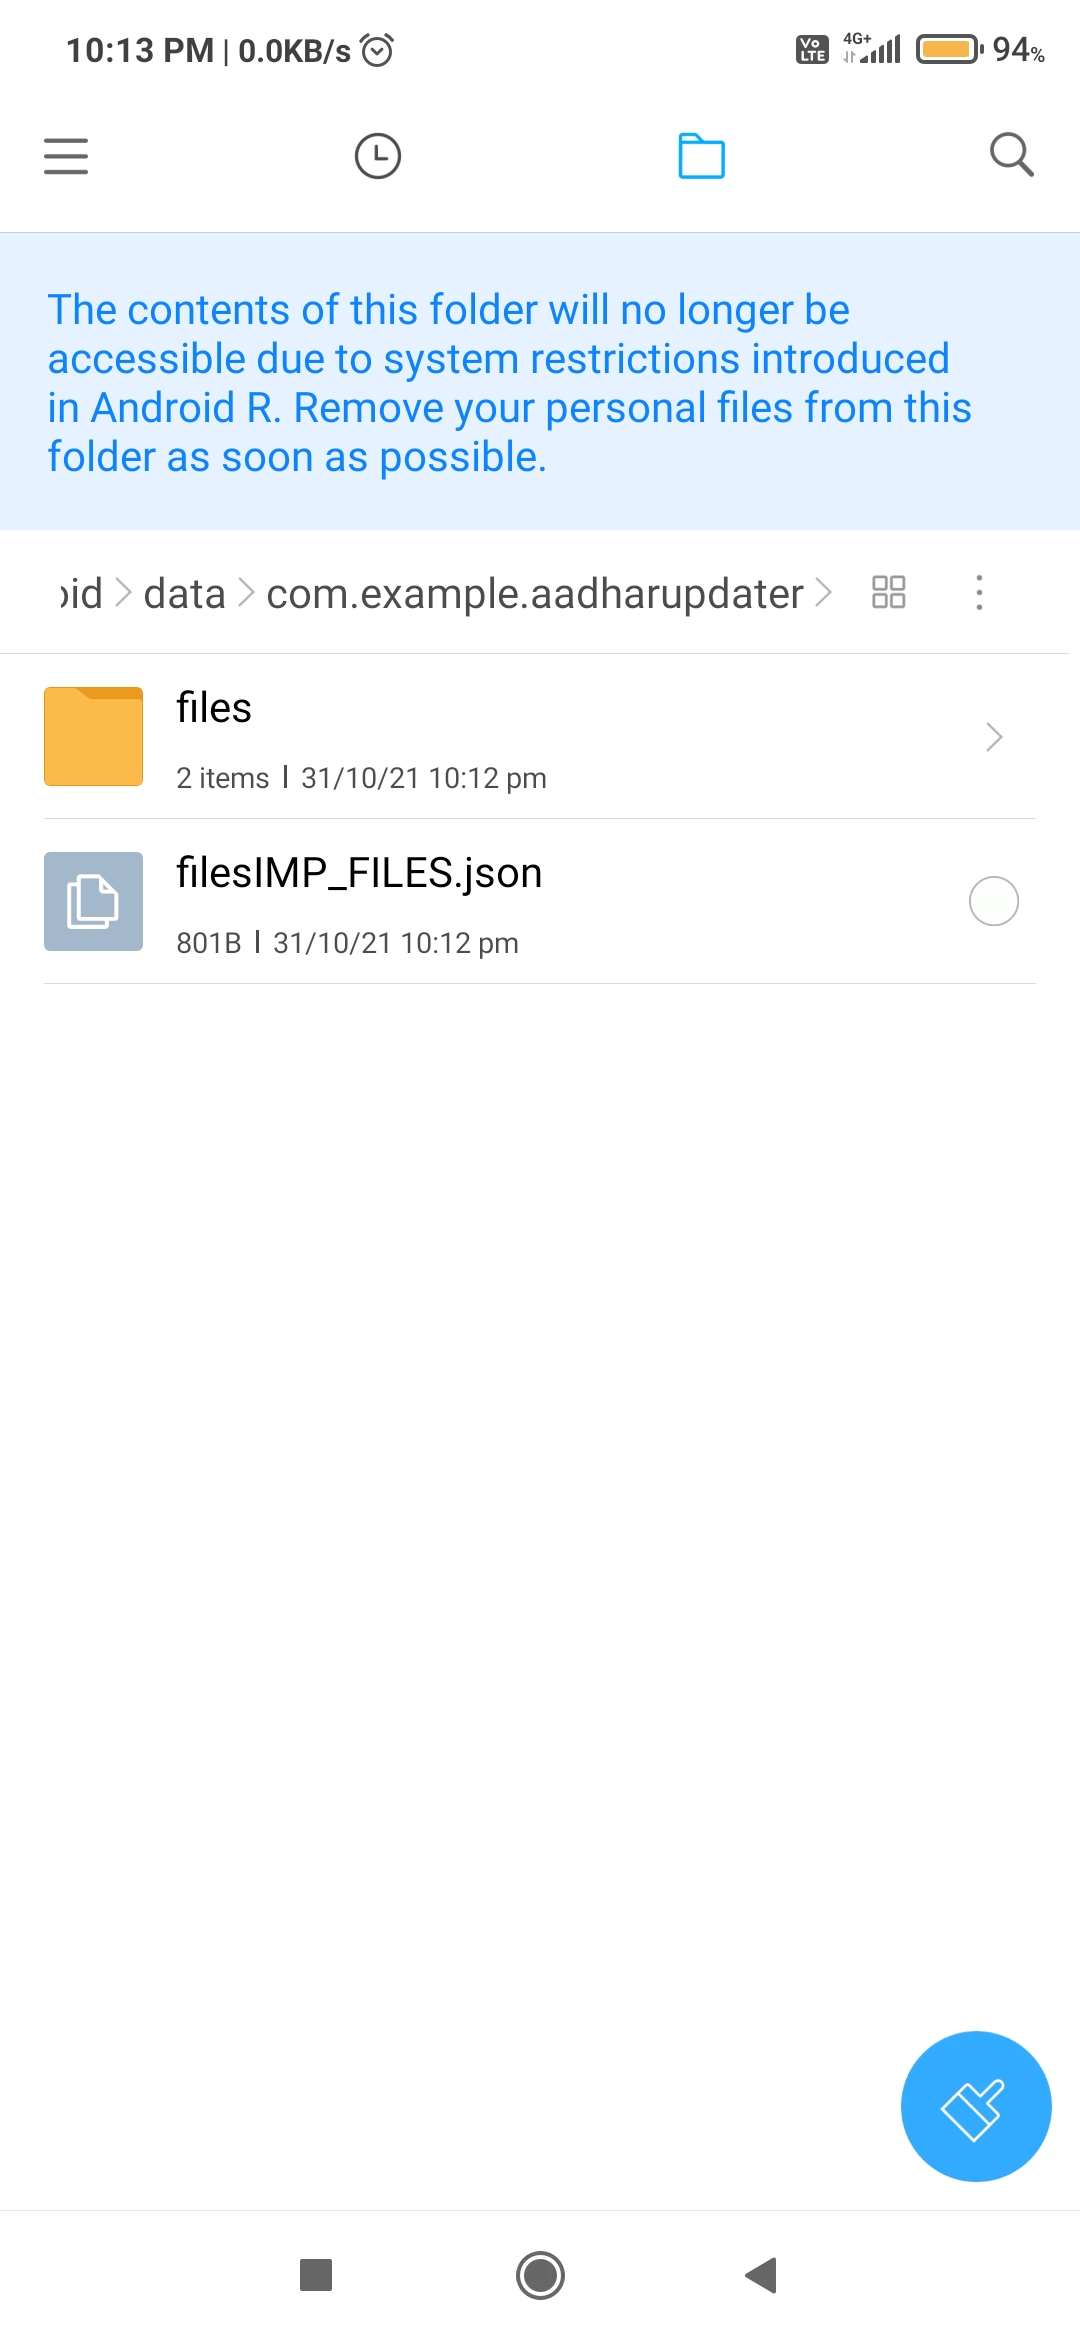 10:13 PM | 0.0KB/s Vo LTE 4G+ 94%
The contents of this folder will no longer be
accessible due to system restrictions introduced
in Android R. Remove your personal files from this
folder as soon as possible.
oid > data > com.example.aadharupdater >
files
2 items | 31/10/21 10:12 pm
filesIMP_FILES.json
801B | 31/10/21 10:12 pm